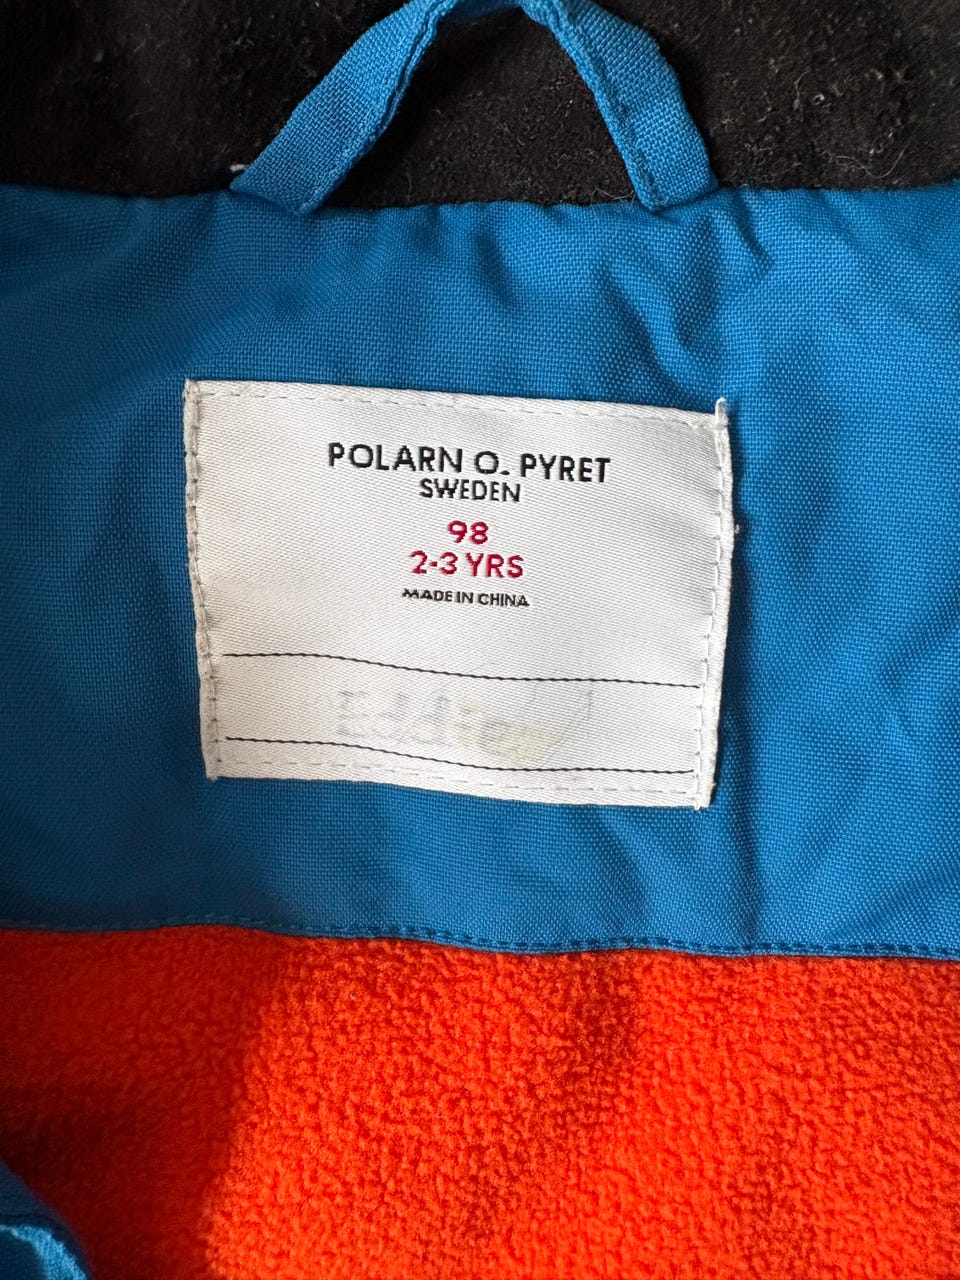 POLARN O. PYRET
SWEDEN
98
2-3 YRS
MADE IN CHINA